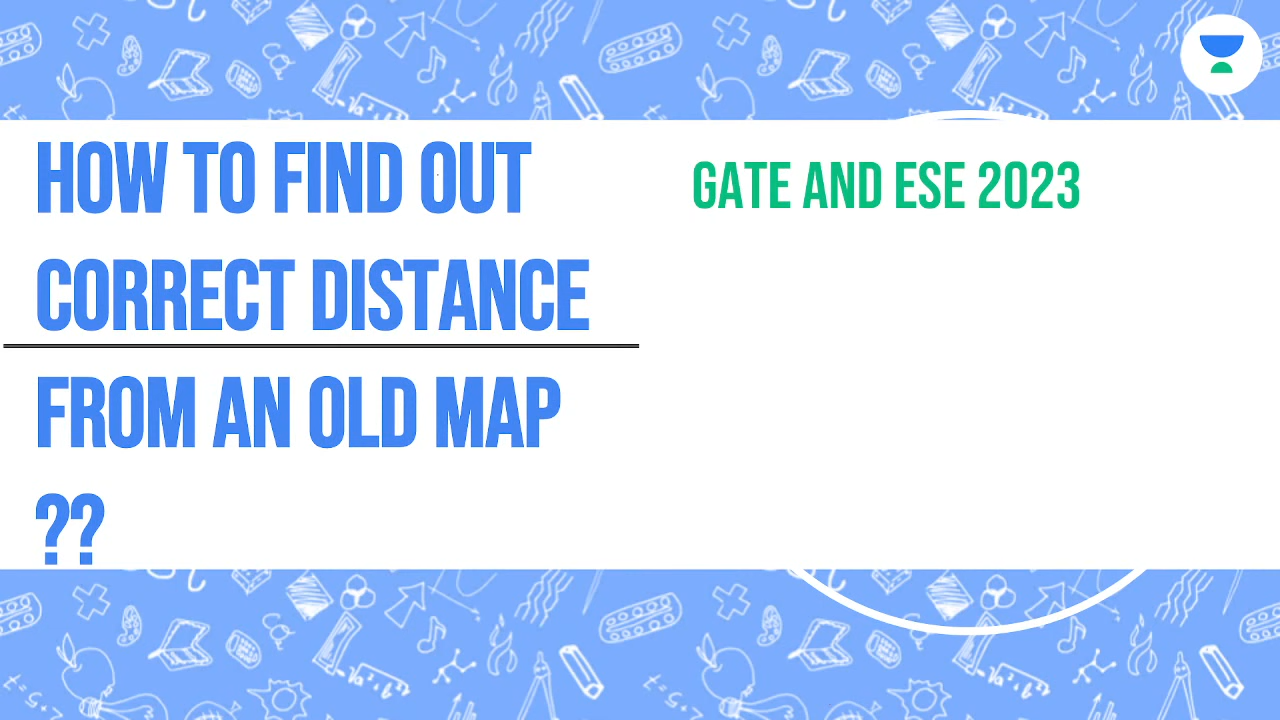 HOW TO FIND OUT
CORRECT DISTANCE
FROM AN OLD MAP
??
GATE AND ESE 2023